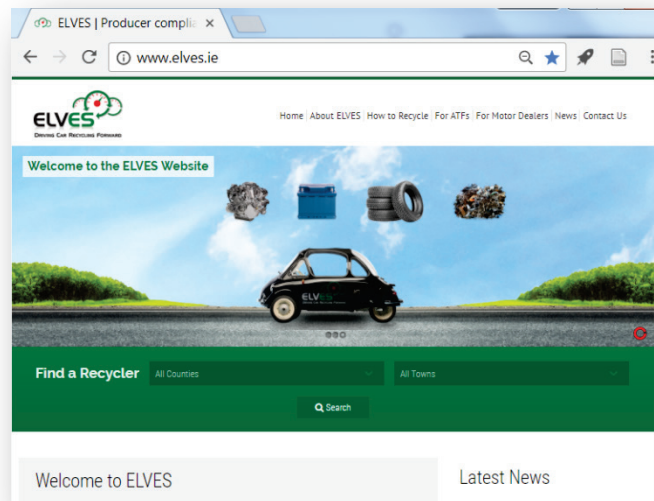 ELVES | Producer complia
www.elves.ie
ELVES
DRIVING CAR RECYCLING FORWARD
Home About ELVES How to Recycle For ATFs For Motor Dealers News Contact Us
Welcome to the ELVES Website
ELVES
Find a Recycler All Counties All Towns
Search
Welcome to ELVES Latest News